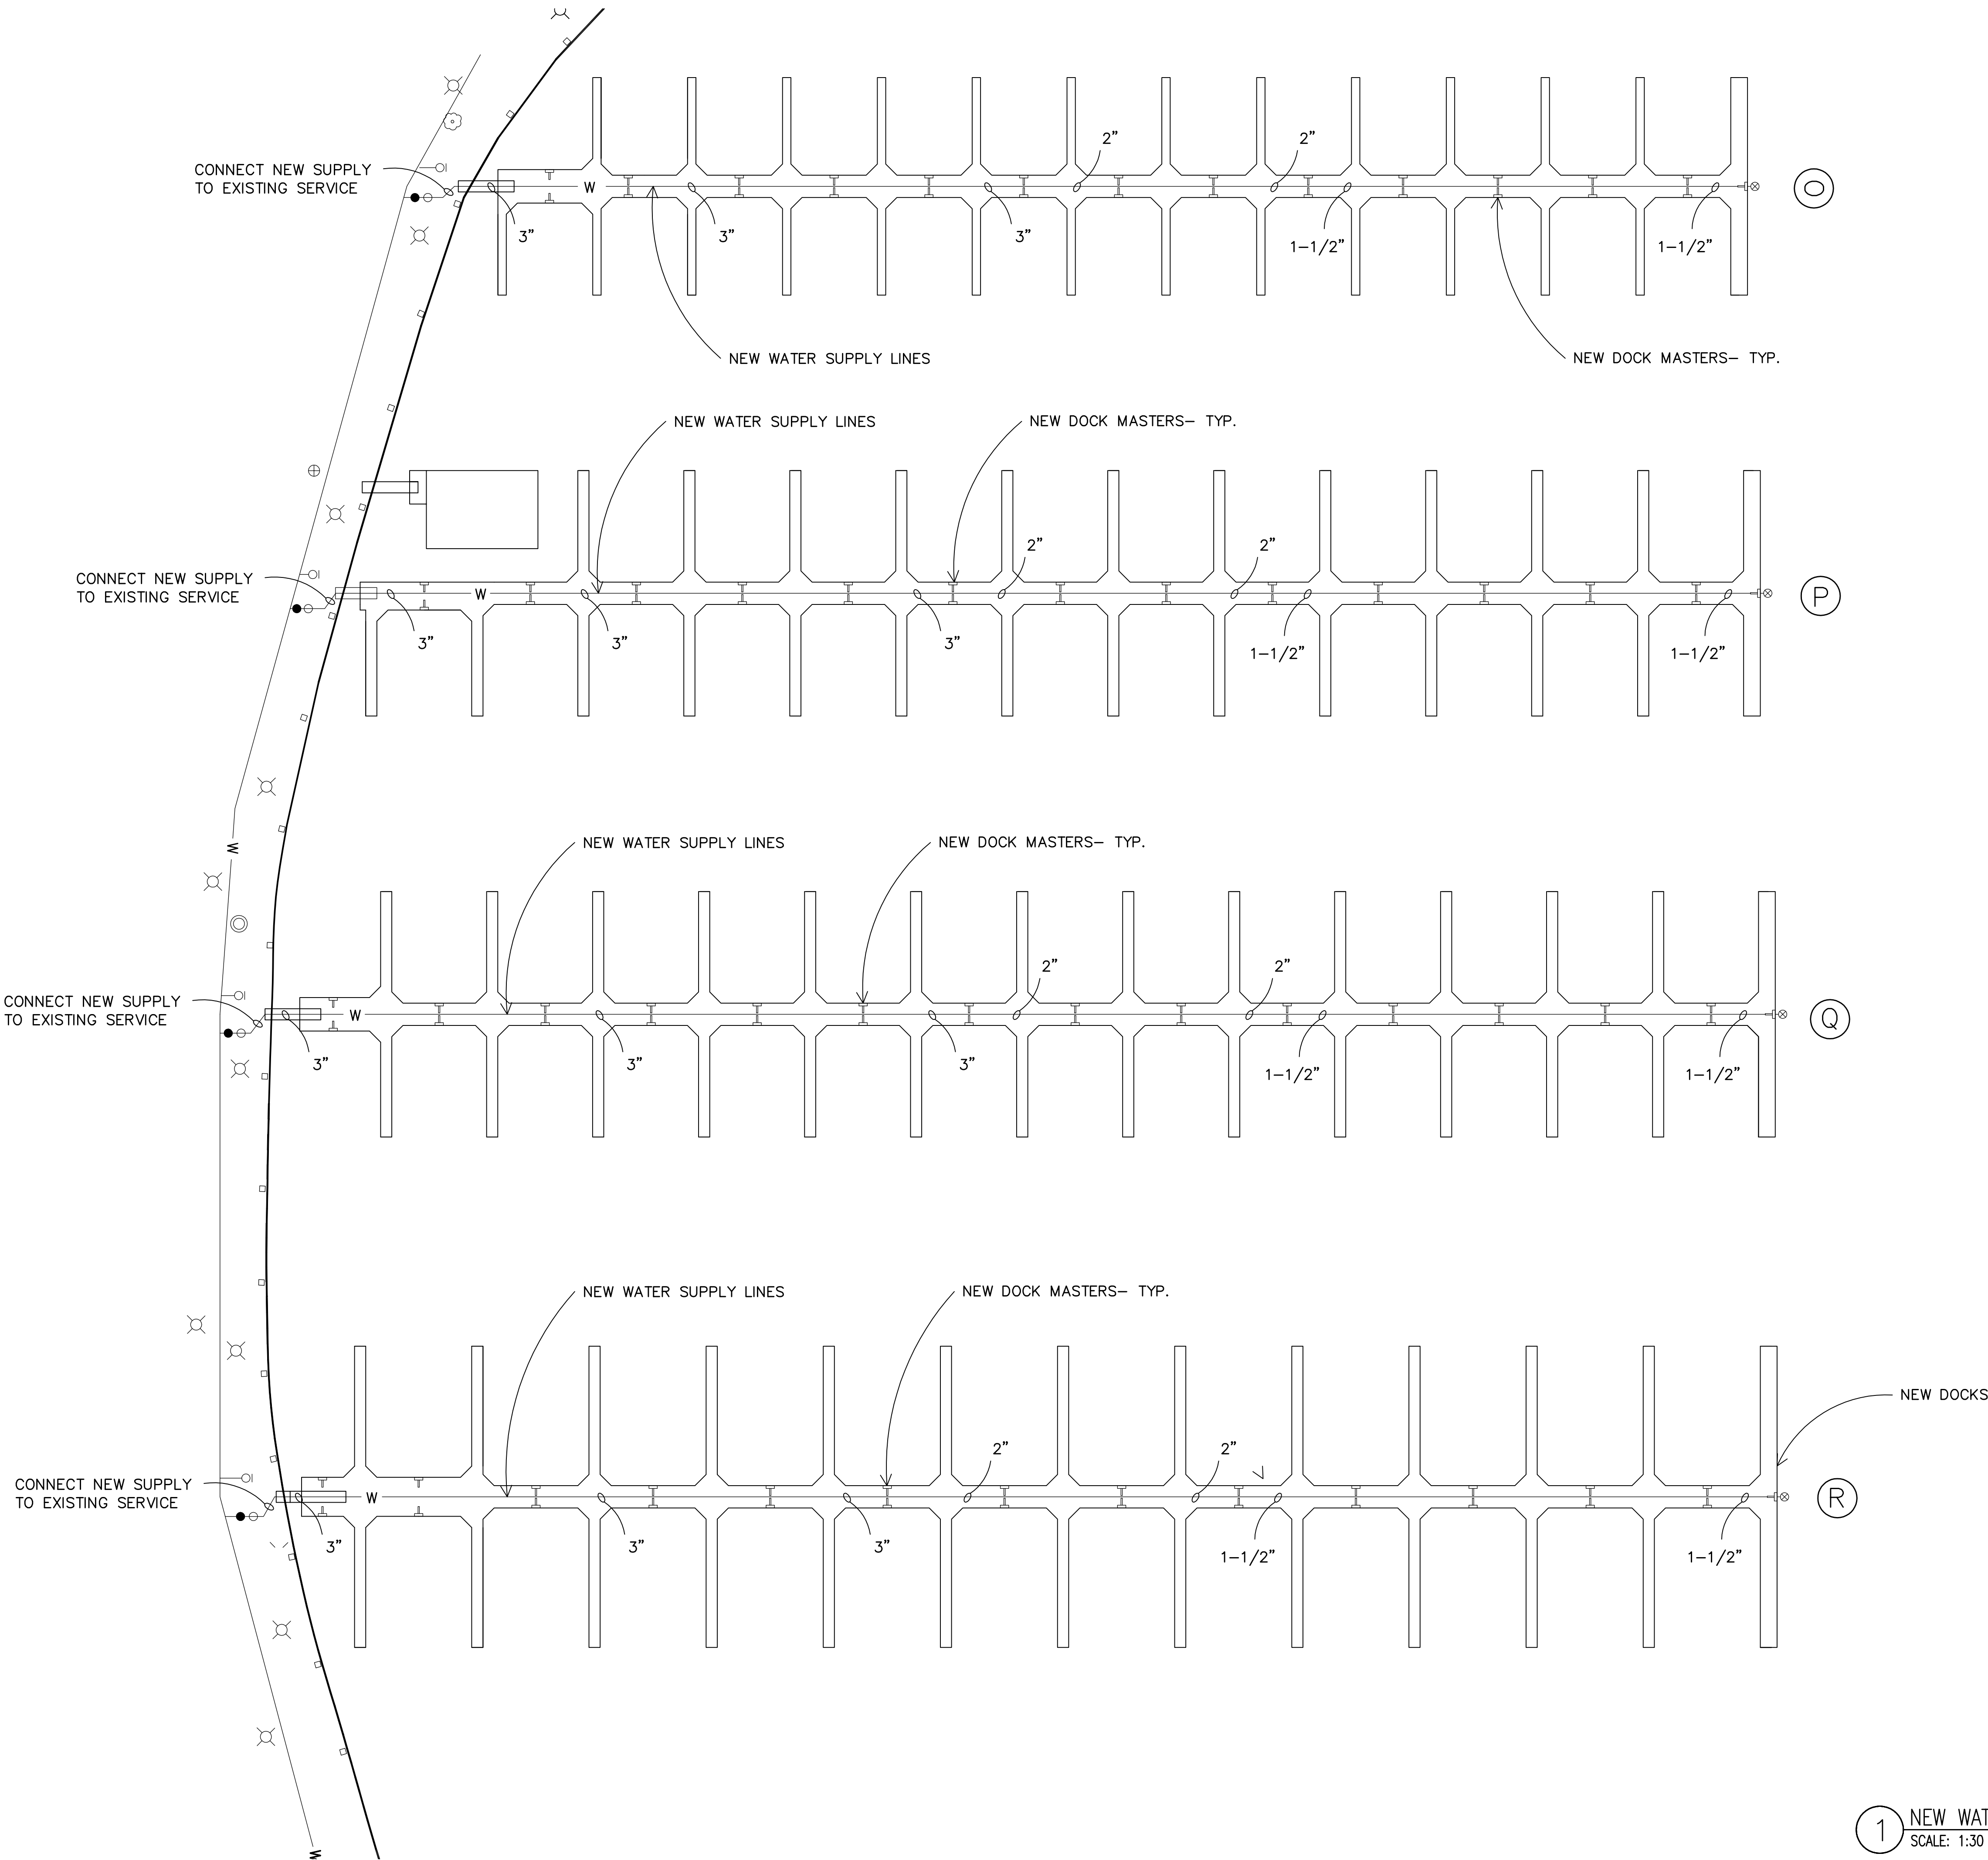 2”
2”
CONNECT NEW SUPPLY
TO EXISTING SERVICE
W
O
3”
3”
3”
1–1/2”
1–1/2”
NEW WATER SUPPLY LINES
NEW DOCK MASTERS– TYP.
NEW WATER SUPPLY LINES
NEW DOCK MASTERS– TYP.
2”
2”
CONNECT NEW SUPPLY
TO EXISTING SERVICE
W
P
3”
3”
3”
1–1/2”
1–1/2”
W
NEW WATER SUPPLY LINES
NEW DOCK MASTERS– TYP.
2”
2”
CONNECT NEW SUPPLY
TO EXISTING SERVICE
W
Q
3”
3”
3”
1–1/2”
1–1/2”
NEW WATER SUPPLY LINES
NEW DOCK MASTERS– TYP.
NEW DOCKS
2”
2”
CONNECT NEW SUPPLY
TO EXISTING SERVICE
W
R
3”
3”
3”
1–1/2”
1–1/2”
1
NEW WAT
SCALE: 1:30
W